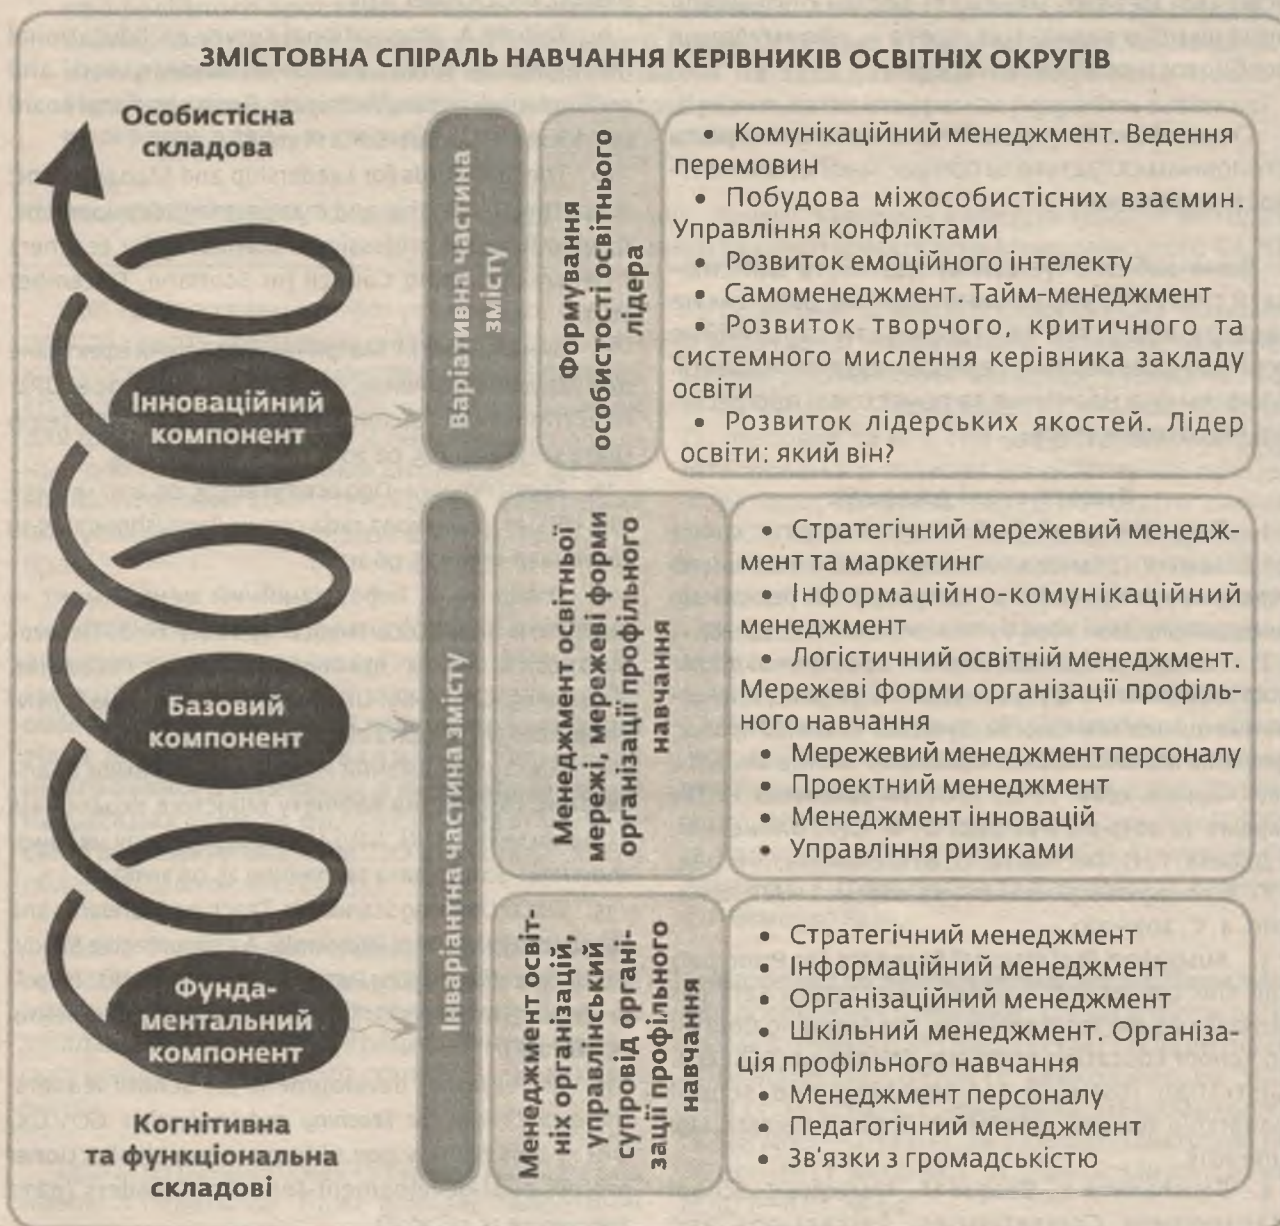 ЗМІСТОВНА СПІРАЛЬ НАВЧАННЯ КЕРІВНИКІВ ОСВІТНІХ ОКРУГІВ
Особистісна
складова
Інноваційний
компонент
Варіативна частина
змісту
Формування
особистості освітнього
лідера
• Комунікаційний менеджмент. Ведення
перемовин
• Побудова міжособистісних взаємин.
Управління конфліктами
• Розвиток емоційного інтелекту
• Самоменеджмент. Тайм-менеджмент
• Розвиток творчого, критичного та
системного мислення керівника закладу
освіти
• Розвиток лідерських якостей. Лідер
освіти: який він?
Базовий
компонент
Інваріантна частина змісту
Менеджмент освітньої
мережі, мережеві форми
організації профільного
навчання
• Стратегічний мережевий менедж-
мент та маркетинг
• Інформаційно-комунікаційний
менеджмент
• Логістичний освітній менеджмент.
Мережеві форми організації профіль-
ного навчання
• Мережевий менеджмент персоналу
• Проектний менеджмент
• Менеджмент інновацій
• Управління ризиками
Фунда-
ментальний
компонент
Менеджмент освіт-
ніх організацій,
управлінський
супровід органі-
зації профільного
навчання
• Стратегічний менеджмент
• Інформаційний менеджмент
• Організаційний менеджмент
• Шкільний менеджмент. Організа-
ція профільного навчання
• Менеджмент персоналу
• Педагогічний менеджмент
• Зв'язки з громадськістю
Когнітивна
та функціональна
складові